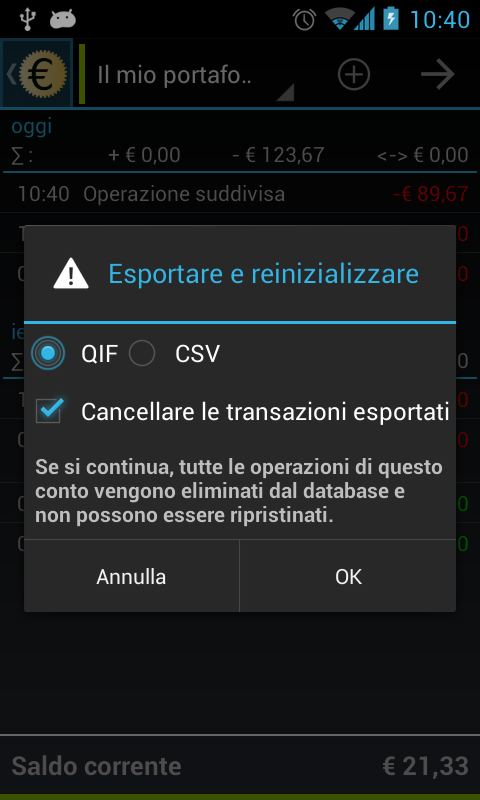 10:40
€ Il mio portafo..
oggi
Σ : + € 0,00 - € 123,67 <-> € 0,00
10:40 Operazione suddivisa -€ 89,67
Esportare e reinizializzare
QIF CSV
Cancellare le transazioni esportati
Se si continua, tutte le operazioni di questo
conto vengono eliminati dal database e
non possono essere ripristinati.
Annulla OK
Saldo corrente € 21,33